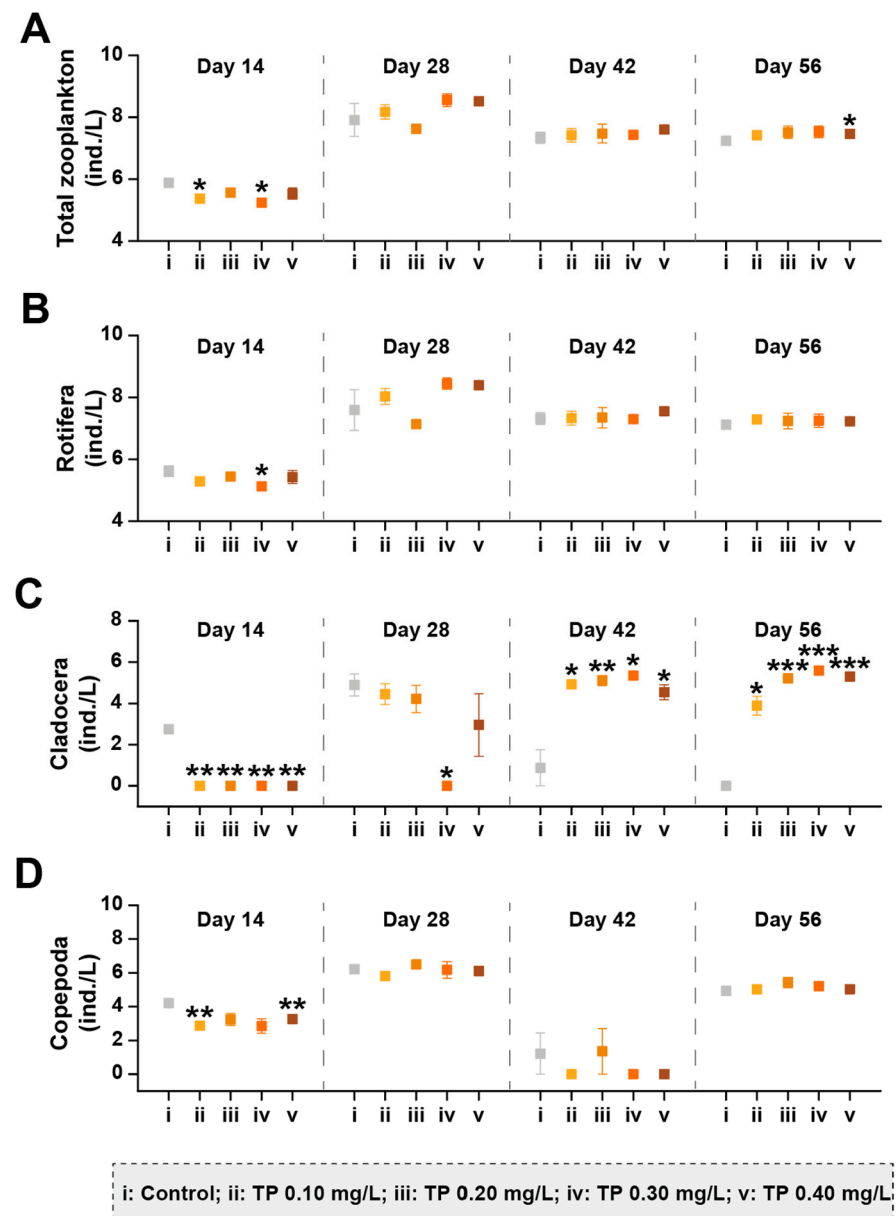 A
Total zooplankton
(ind./L)
10
8
6
4
Day 14
Day 28
Day 42
Day 56
* * *
i ii iii iv v i ii iii iv v i ii iii iv v i ii iii iv v
B
Rotifera
(ind./L)
10
8
6
4
Day 14
Day 28
Day 42
Day 56
*
i ii iii iv v i ii iii iv v i ii iii iv v i ii iii iv v
C
Cladocera
(ind./L)
8
6
4
2
0
Day 14
Day 28
Day 42
Day 56
** ** ** ** * * ** * * * *** *** ***
i ii iii iv v i ii iii iv v i ii iii iv v i ii iii iv v
D
Copepoda
(ind./L)
10
8
6
4
2
0
Day 14
Day 28
Day 42
Day 56
** **
i ii iii iv v i ii iii iv v i ii iii iv v i ii iii iv v
i: Control; ii: TP 0.10 mg/L; iii: TP 0.20 mg/L; iv: TP 0.30 mg/L; v: TP 0.40 mg/L